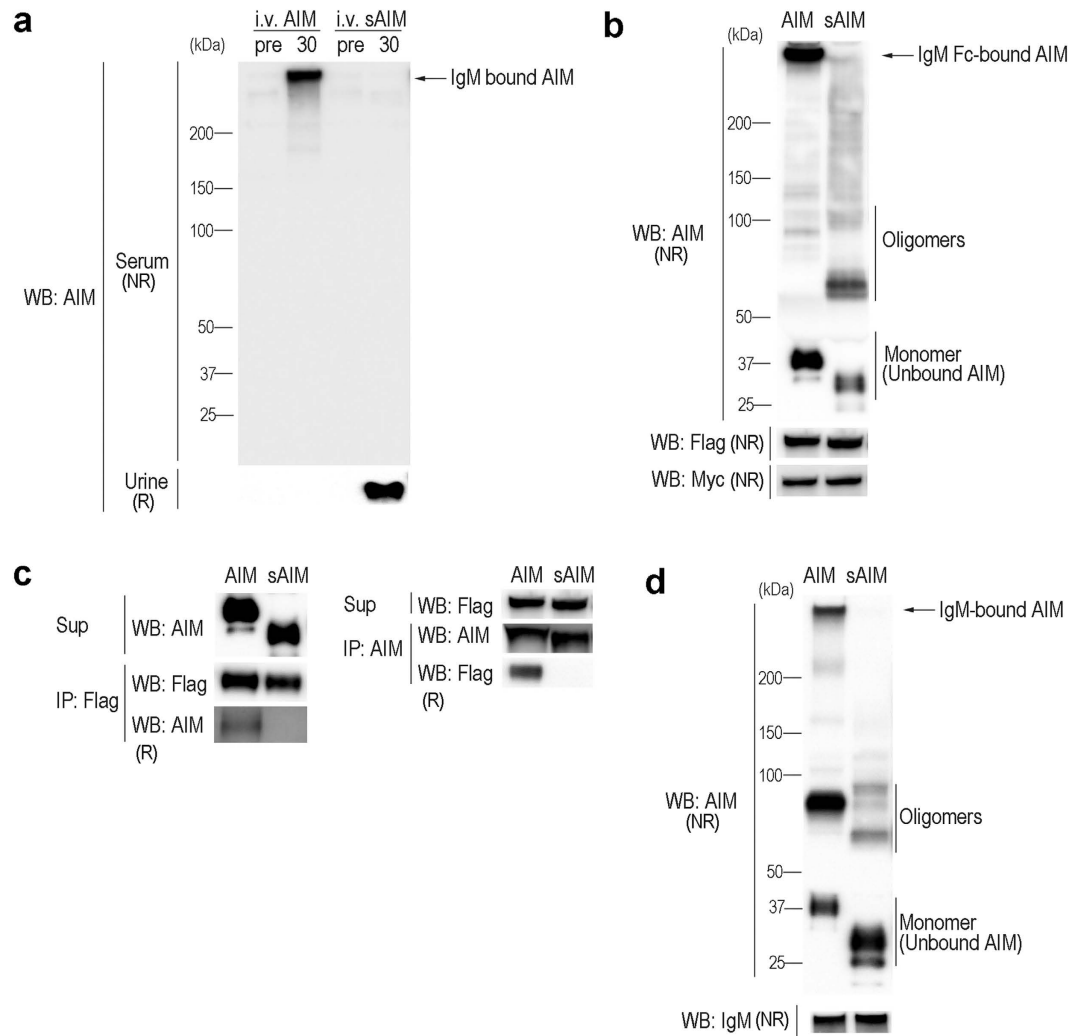 a
i.v. AIM i.v. sAIM
(kDa) pre 30 pre 30
IgM bound AIM
200
150
100
50
37
25
WB: AIM
Serum
(NR)
Urine
(R)
b
AIM sAIM
(kDa)
IgM Fc-bound AIM
200
150
100
50
37
25
WB: AIM
(NR)
Oligomers
Monomer
(Unbound AIM)
WB: Flag (NR)
WB: Myc (NR)
c
AIM sAIM
Sup WB: AIM
IP: Flag WB: Flag
WB: AIM
(R)
AIM sAIM
Sup WB: Flag
IP: AIM WB: AIM
WB: Flag
(R)
d
AIM sAIM
(kDa)
IgM-bound AIM
200
150
100
50
37
25
WB: AIM
(NR)
Oligomers
Monomer
(Unbound AIM)
WB: IgM (NR)